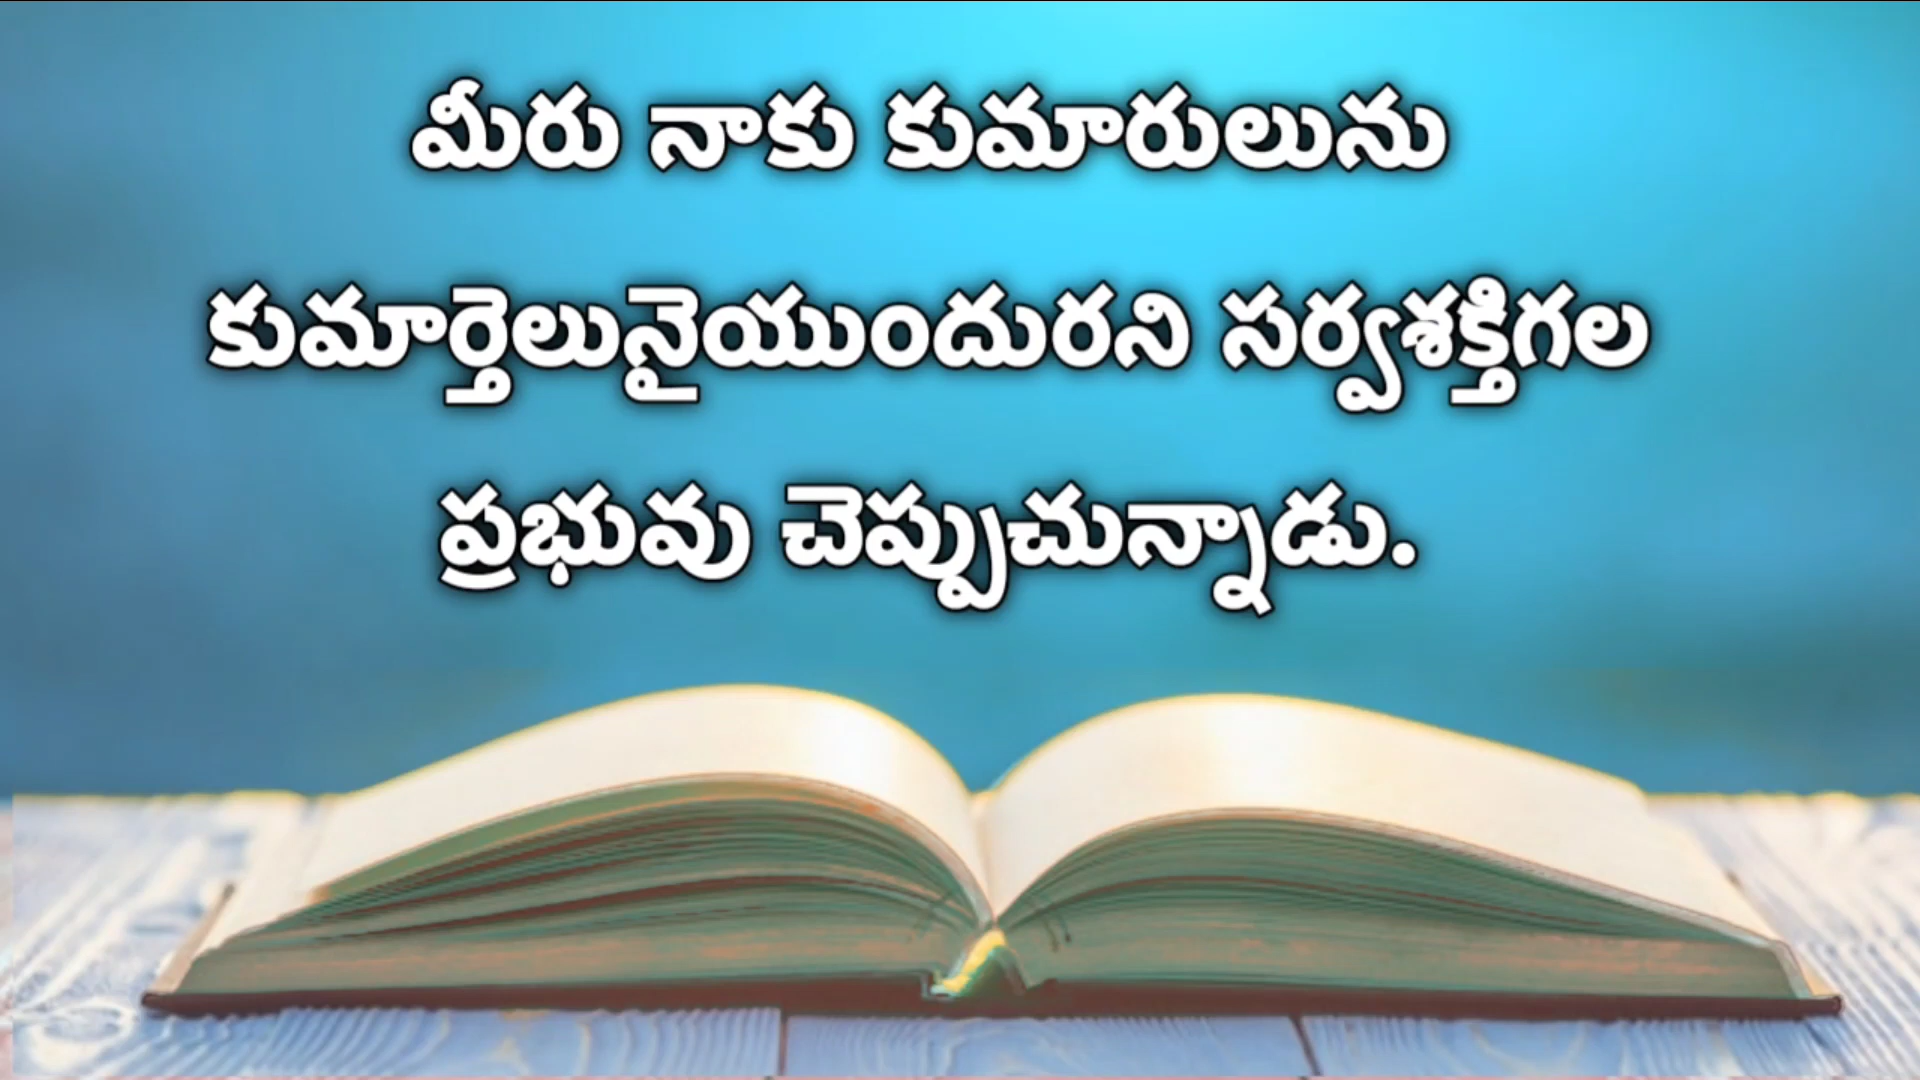 మీరు నాకు కుమారులును
కుమార్తెలునైయుందురని సర్వశక్తిగల
ప్రభువు చెప్పుచున్నాడు.